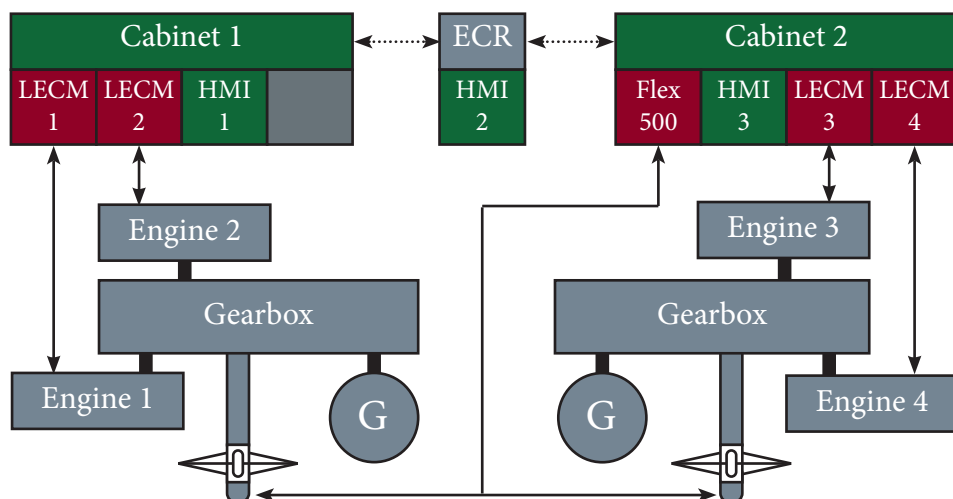 Cabinet 1
ECR
Cabinet 2
LECM
1
LECM
2
HMI
1
HMI
2
Flex
500
HMI
3
LECM
3
LECM
4
Engine 2
Engine 3
Gearbox
Gearbox
Engine 1
G
G
Engine 4